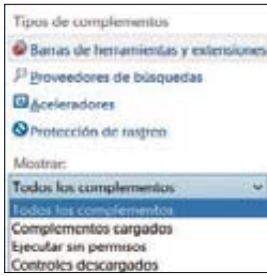 Tipos de complementos
Barras de herramientas y extensiones
Proveedores de búsquedas
Aceleradores
Protección de rastreo
Mostrar:
Todos los complementos
Todos los complementos
Complementos cargados
Ejecutar sin permisos
Controles descargados